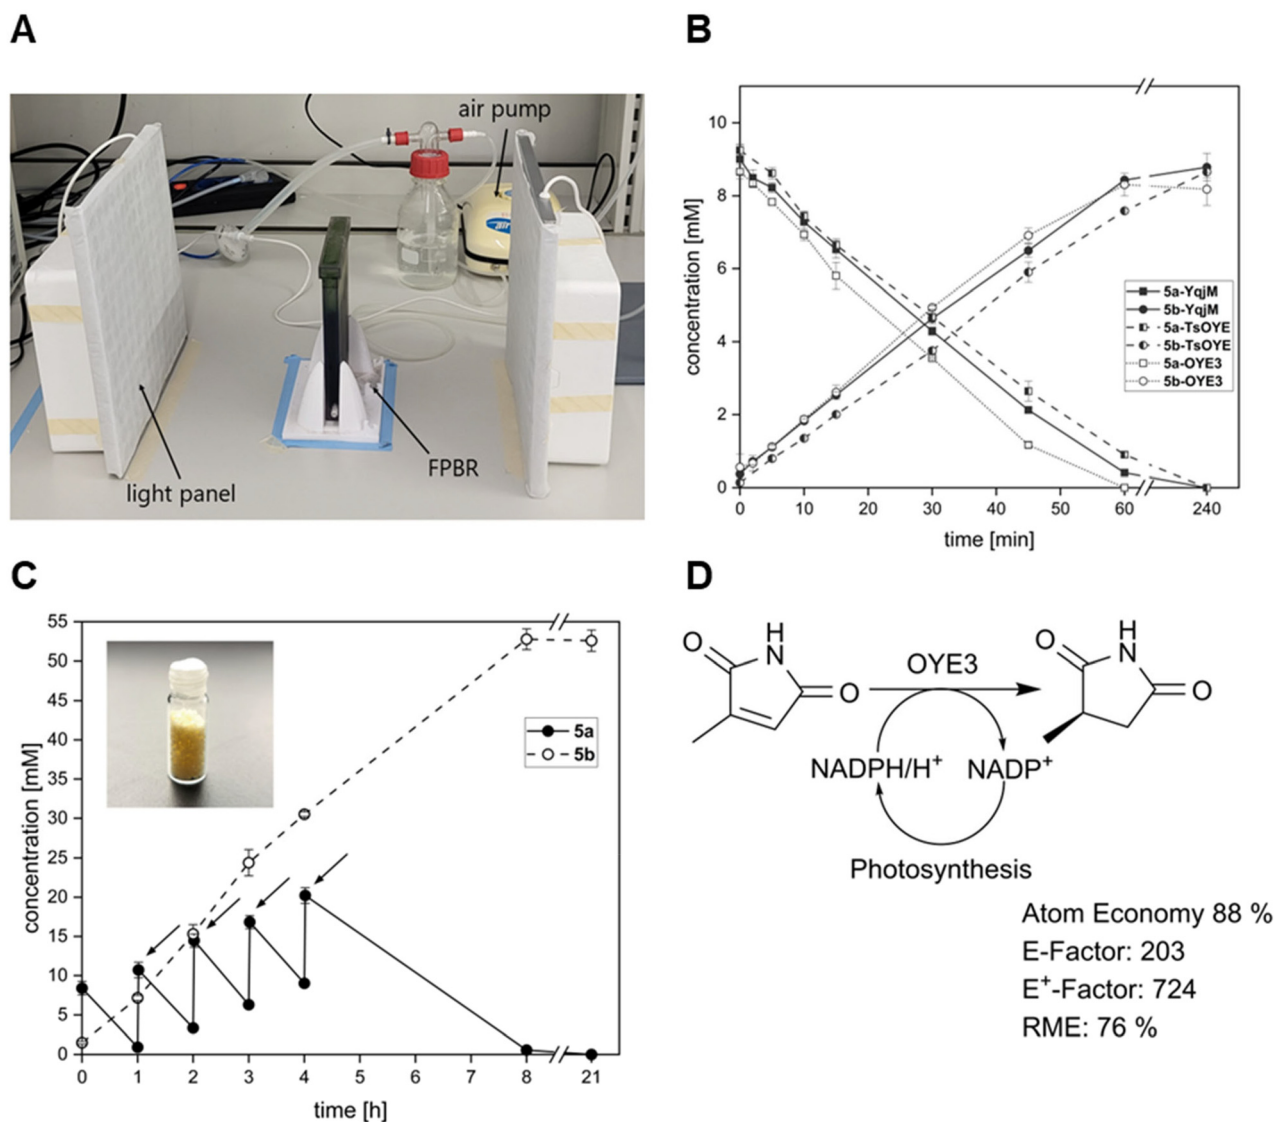 A
air pump
FPBR
light panel
B
concentration [mM]
10
8
6
4
2
0
0 10 20 30 40 50 60 240
time [min]
5a-YqjM
5b-YqjM
5a-TsOYE
5b-TsOYE
5a-OYE3
5b-OYE3
C
concentration [mM]
55
50
45
40
35
30
25
20
15
10
5
0
0 1 2 3 4 5 6 7 8 21
time [h]
5a
5b
D
H
O N
O
OYE3
NADPH/H⁺ NADP⁺
Photosynthesis
H
O N
O
Atom Economy 88 %
E-Factor: 203
E⁺-Factor: 724
RME: 76 %